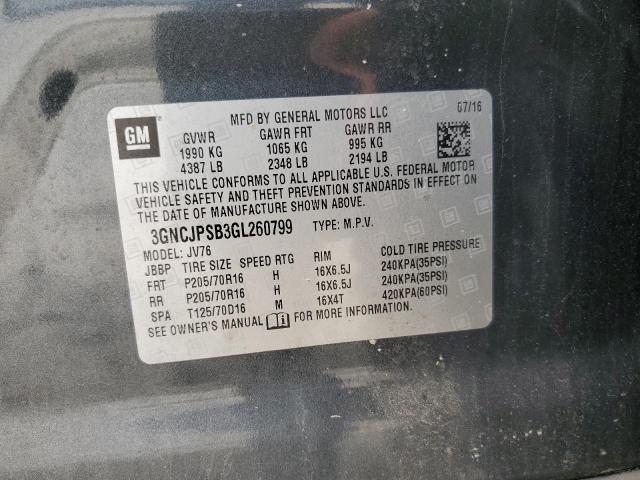 GM
MFD BY GENERAL MOTORS LLC 07/16
GVWR GAWR FRT GAWR RR
1990 KG 1065 KG 995 KG
4387 LB 2348 LB 2194 LB
THIS VEHICLE CONFORMS TO ALL APPLICABLE U.S. FEDERAL MOTOR
VEHICLE SAFETY AND THEFT PREVENTION STANDARDS IN EFFECT ON
THE DATE OF MANUFACTURE SHOWN ABOVE.
3GNCJPSB3GL260799 TYPE: M.P.V.
MODEL: JV76
JBBP TIRE SIZE SPEED RTG RIM COLD TIRE PRESSURE
FRT P205/70R16 H 16X6.5J 240KPA(35PSI)
RR P205/70R16 H 16X6.5J 240KPA(35PSI)
SPA T125/70D16 M 16X4T 420KPA(60PSI)
SEE OWNER'S MANUAL FOR MORE INFORMATION.